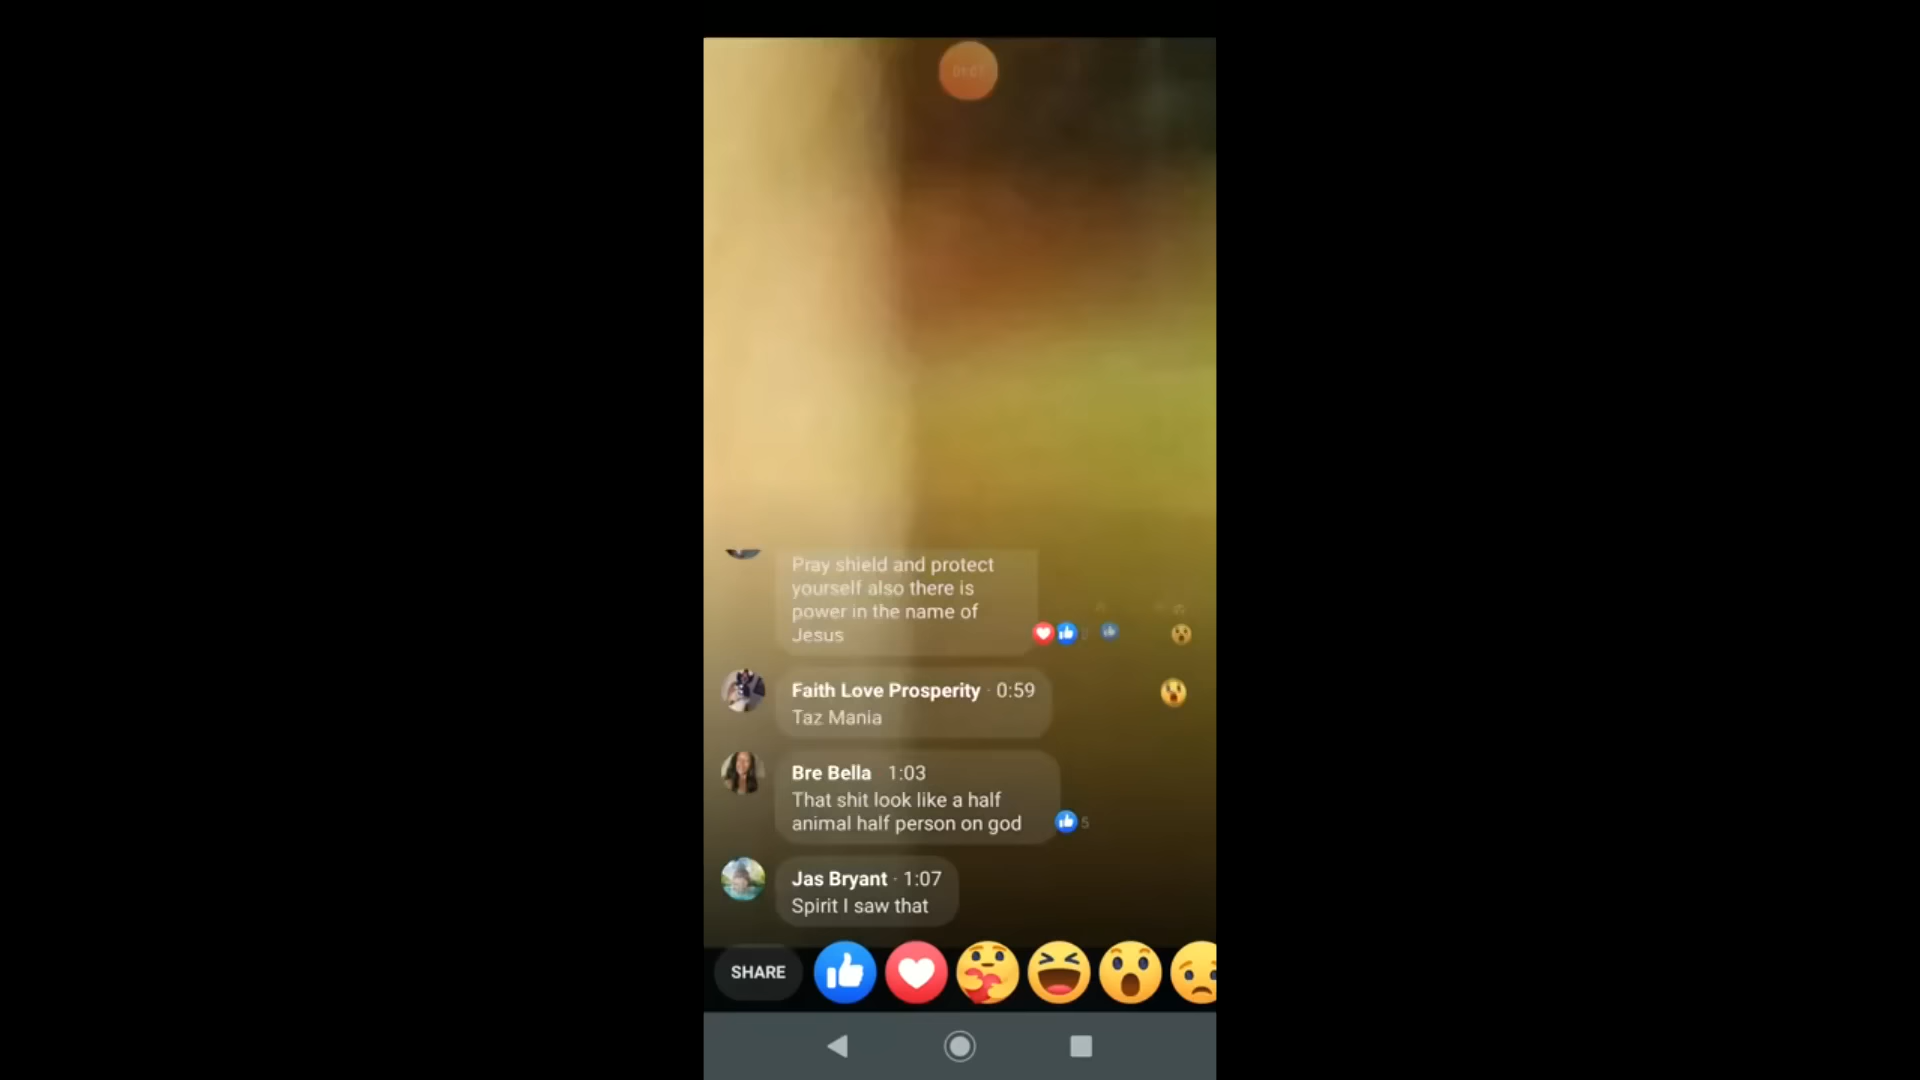 Pray shield and protect
yourself also there is
power in the name of
Jesus
Faith Love Prosperity · 0:59
Taz Mania
Bre Bella 1:03
That shit look like a half
animal half person on god
5
Jas Bryant · 1:07
Spirit I saw that
SHARE